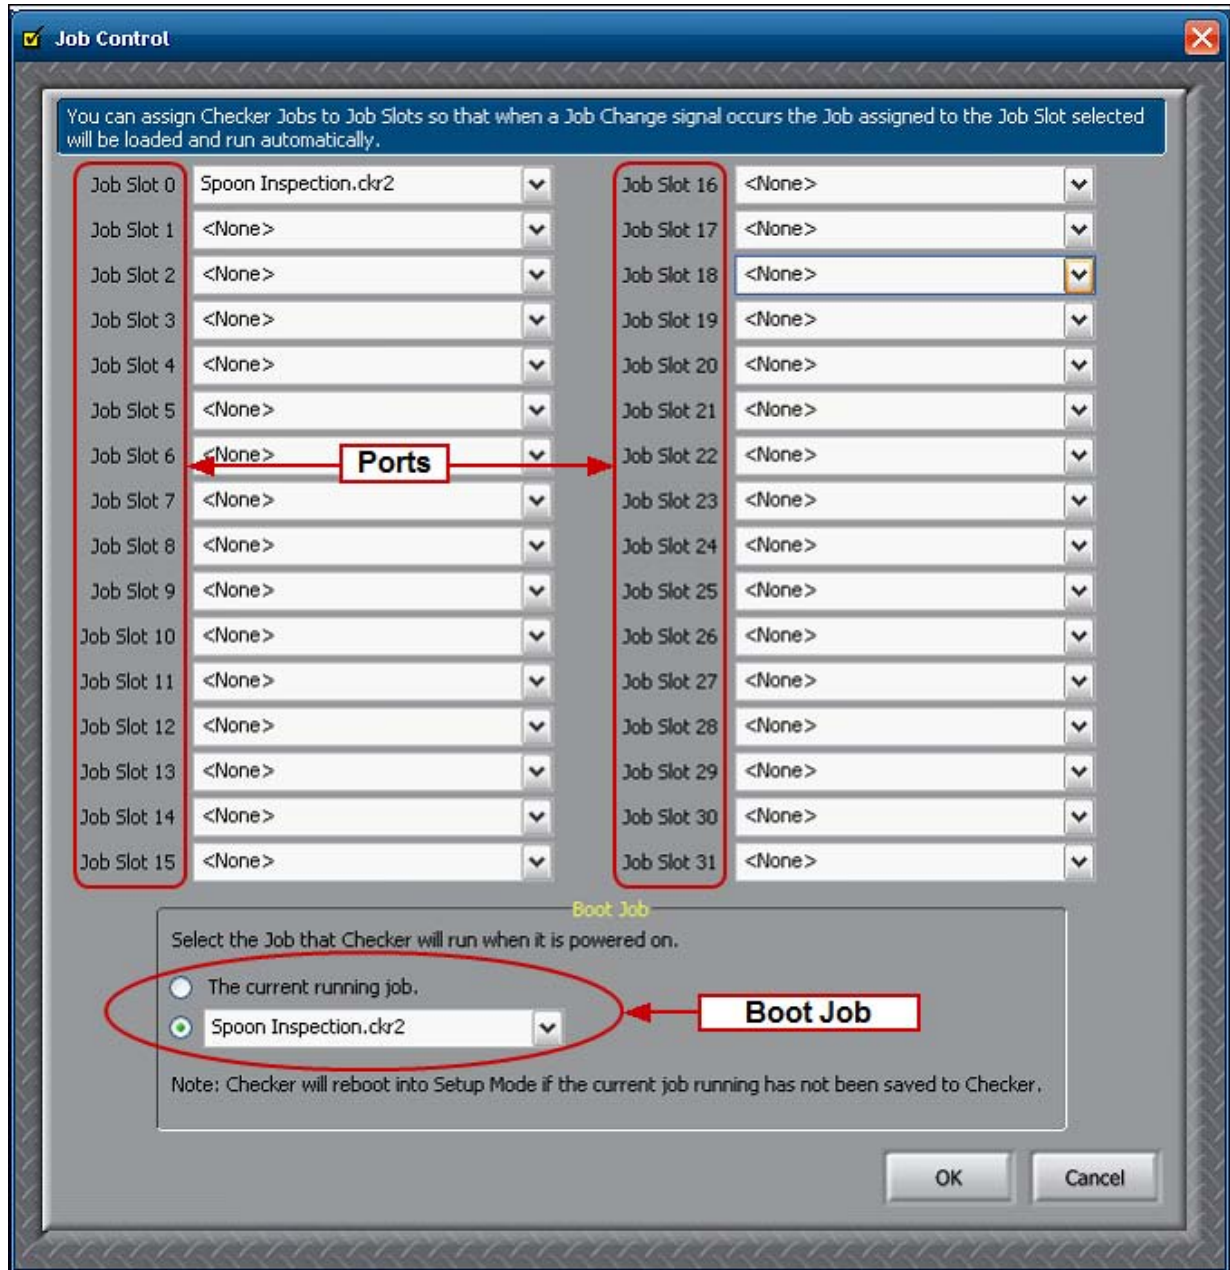 Job Control
You can assign Checker Jobs to Job Slots so that when a Job Change signal occurs the Job assigned to the Job Slot selected
will be loaded and run automatically.
Job Slot 0 Spoon Inspection.ckr2 Job Slot 16 <None>
Job Slot 1 <None> Job Slot 17 <None>
Job Slot 2 <None> Job Slot 18 <None>
Job Slot 3 <None> Job Slot 19 <None>
Job Slot 4 <None> Job Slot 20 <None>
Job Slot 5 <None> Job Slot 21 <None>
Job Slot 6 <None> Ports Job Slot 22 <None>
Job Slot 7 <None> Job Slot 23 <None>
Job Slot 8 <None> Job Slot 24 <None>
Job Slot 9 <None> Job Slot 25 <None>
Job Slot 10 <None> Job Slot 26 <None>
Job Slot 11 <None> Job Slot 27 <None>
Job Slot 12 <None> Job Slot 28 <None>
Job Slot 13 <None> Job Slot 29 <None>
Job Slot 14 <None> Job Slot 30 <None>
Job Slot 15 <None> Job Slot 31 <None>
Boot Job
Select the Job that Checker will run when it is powered on.
The current running job.
Spoon Inspection.ckr2 Boot Job
Note: Checker will reboot into Setup Mode if the current job running has not been saved to Checker.
OK Cancel